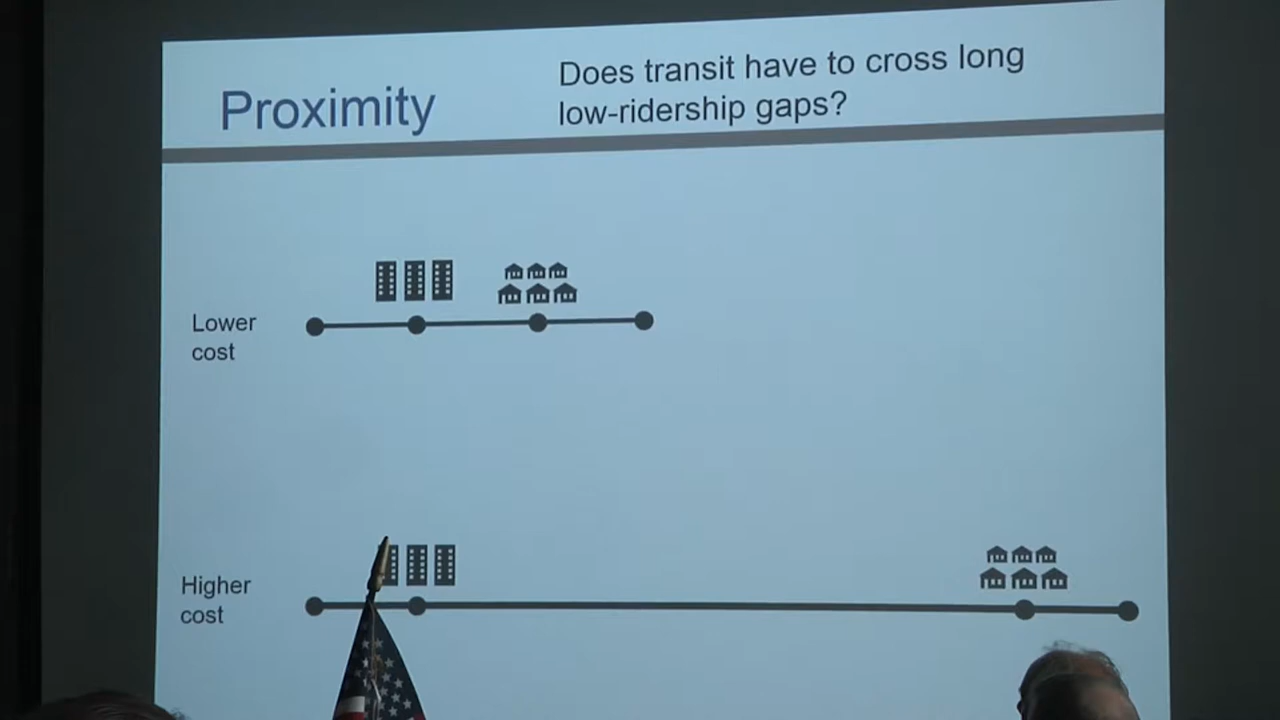 Proximity
Does transit have to cross long
low-ridership gaps?
Lower
cost
Higher
cost